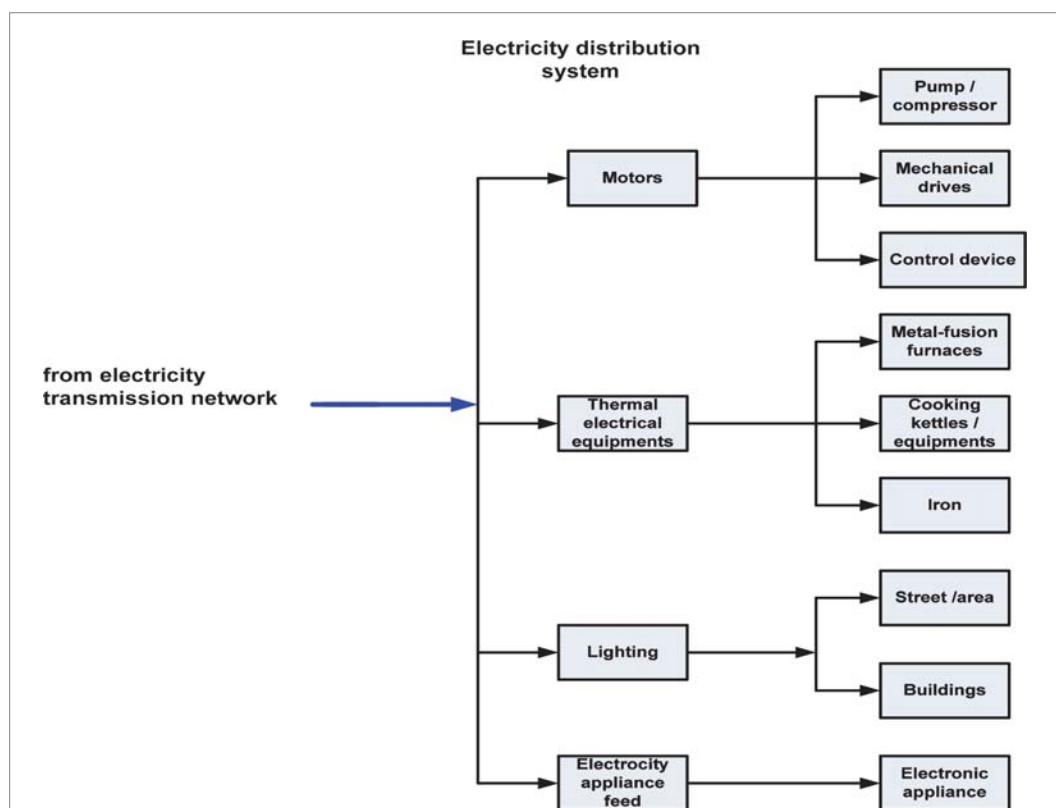 Electricity distribution
system
Pump /
compressor
Motors
Mechanical
drives
Control device
Metal-fusion
furnaces
from electricity
transmission network
Thermal
electrical
equipments
Cooking
kettles /
equipments
Iron
Street /area
Lighting
Buildings
Electrocity
appliance
feed
Electronic
appliance